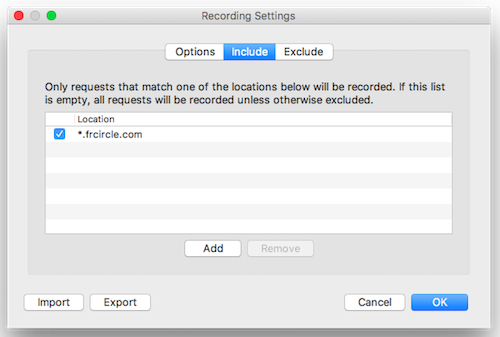 Recording Settings
Options Include Exclude
Only requests that match one of the locations below will be recorded. If this list
is empty, all requests will be recorded unless otherwise excluded.
Location
*.frcircle.com
Add Remove
Import Export Cancel OK